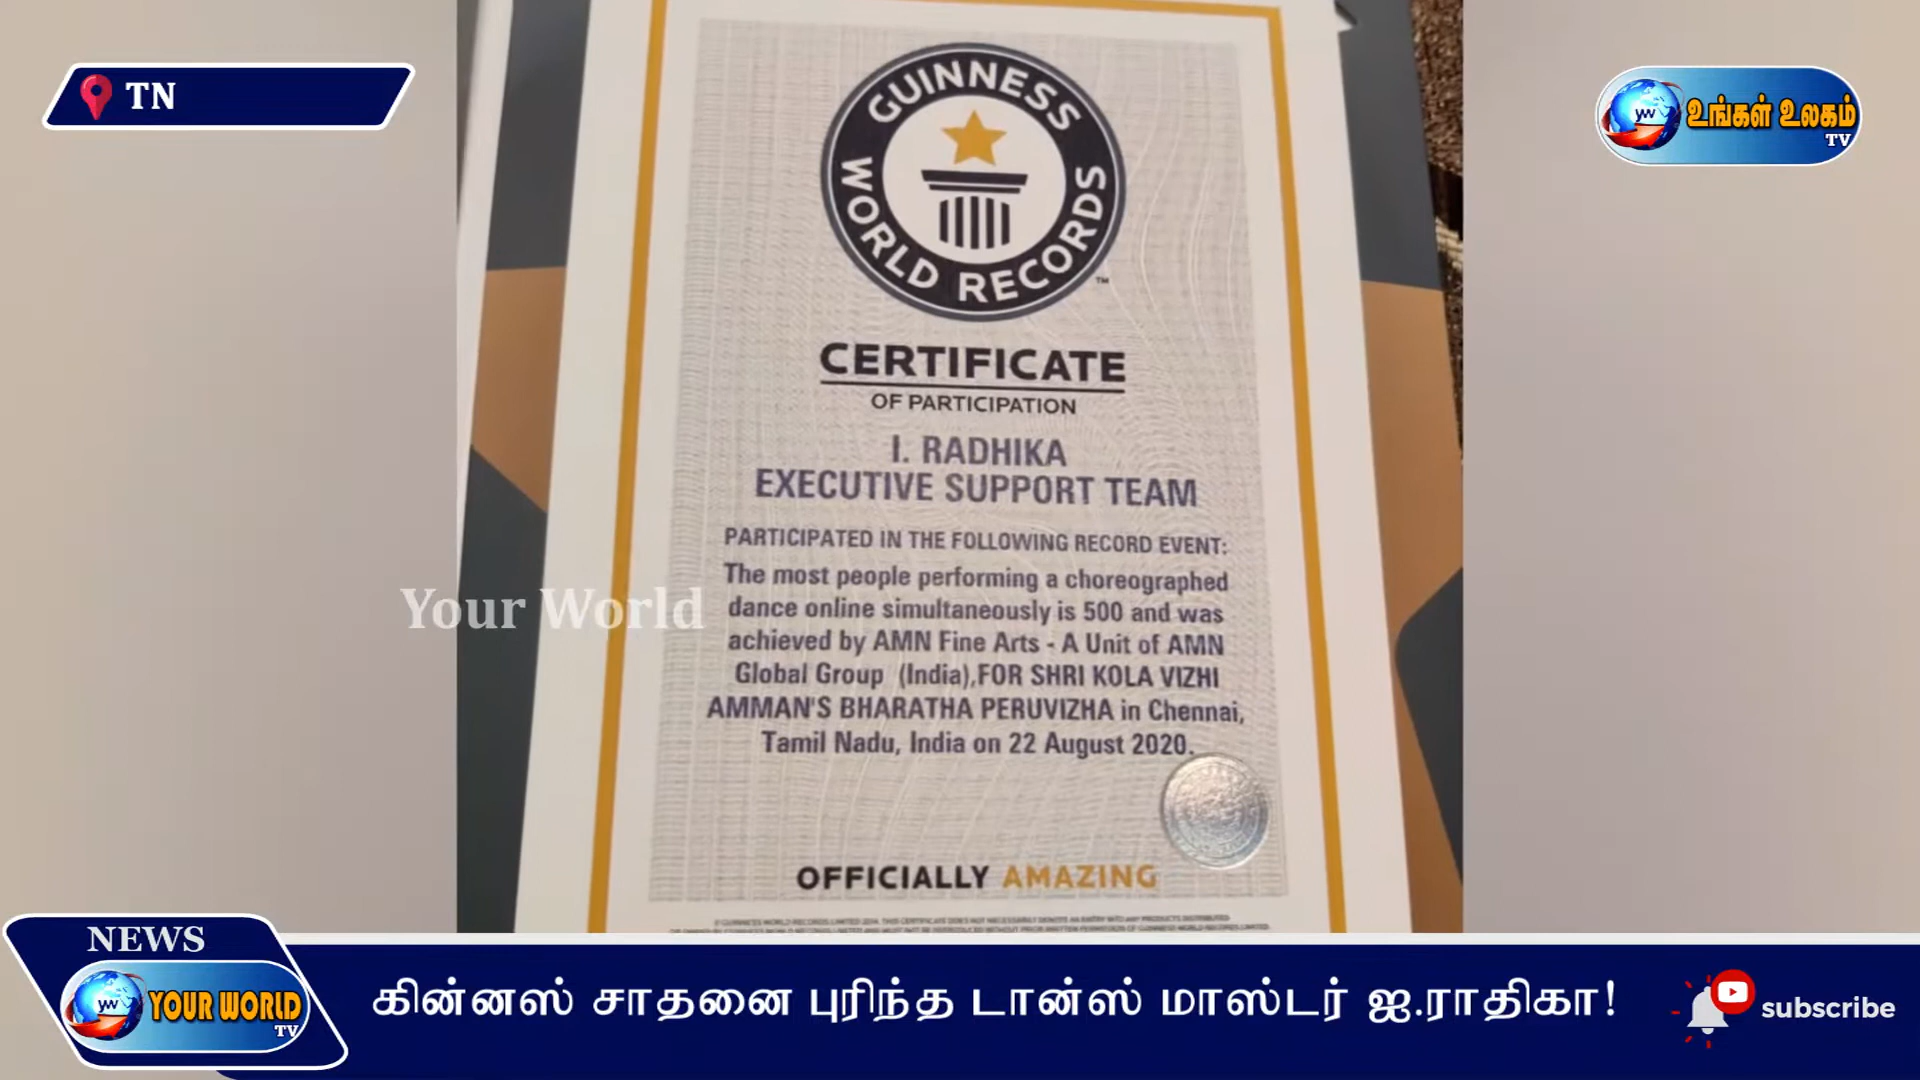 TN
yw உங்கள் உலகம்
TV
GUINNESS
WORLD RECORDS
™
CERTIFICATE
OF PARTICIPATION
I. RADHIKA
EXECUTIVE SUPPORT TEAM
PARTICIPATED IN THE FOLLOWING RECORD EVENT:
The most people performing a choreographed
dance online simultaneously is 500 and was
achieved by AMN Fine Arts - A Unit of AMN
Global Group (India),FOR SHRI KOLA VIZHI
AMMAN'S BHARATHA PERUVIZHA in Chennai,
Tamil Nadu, India on 22 August 2020.
Your World
OFFICIALLY AMAZING
NEWS
yw YOUR WORLD
TV
கின்னஸ் சாதனை புரிந்த டான்ஸ் மாஸ்டர் ஐ.ராதிகா!
subscribe